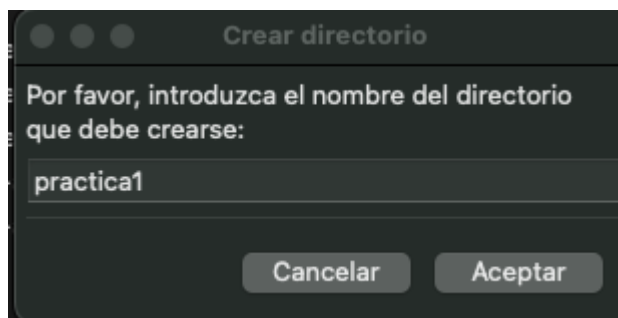 Crear directorio
Por favor, introduzca el nombre del directorio
que debe crearse:
practica1
Cancelar Aceptar